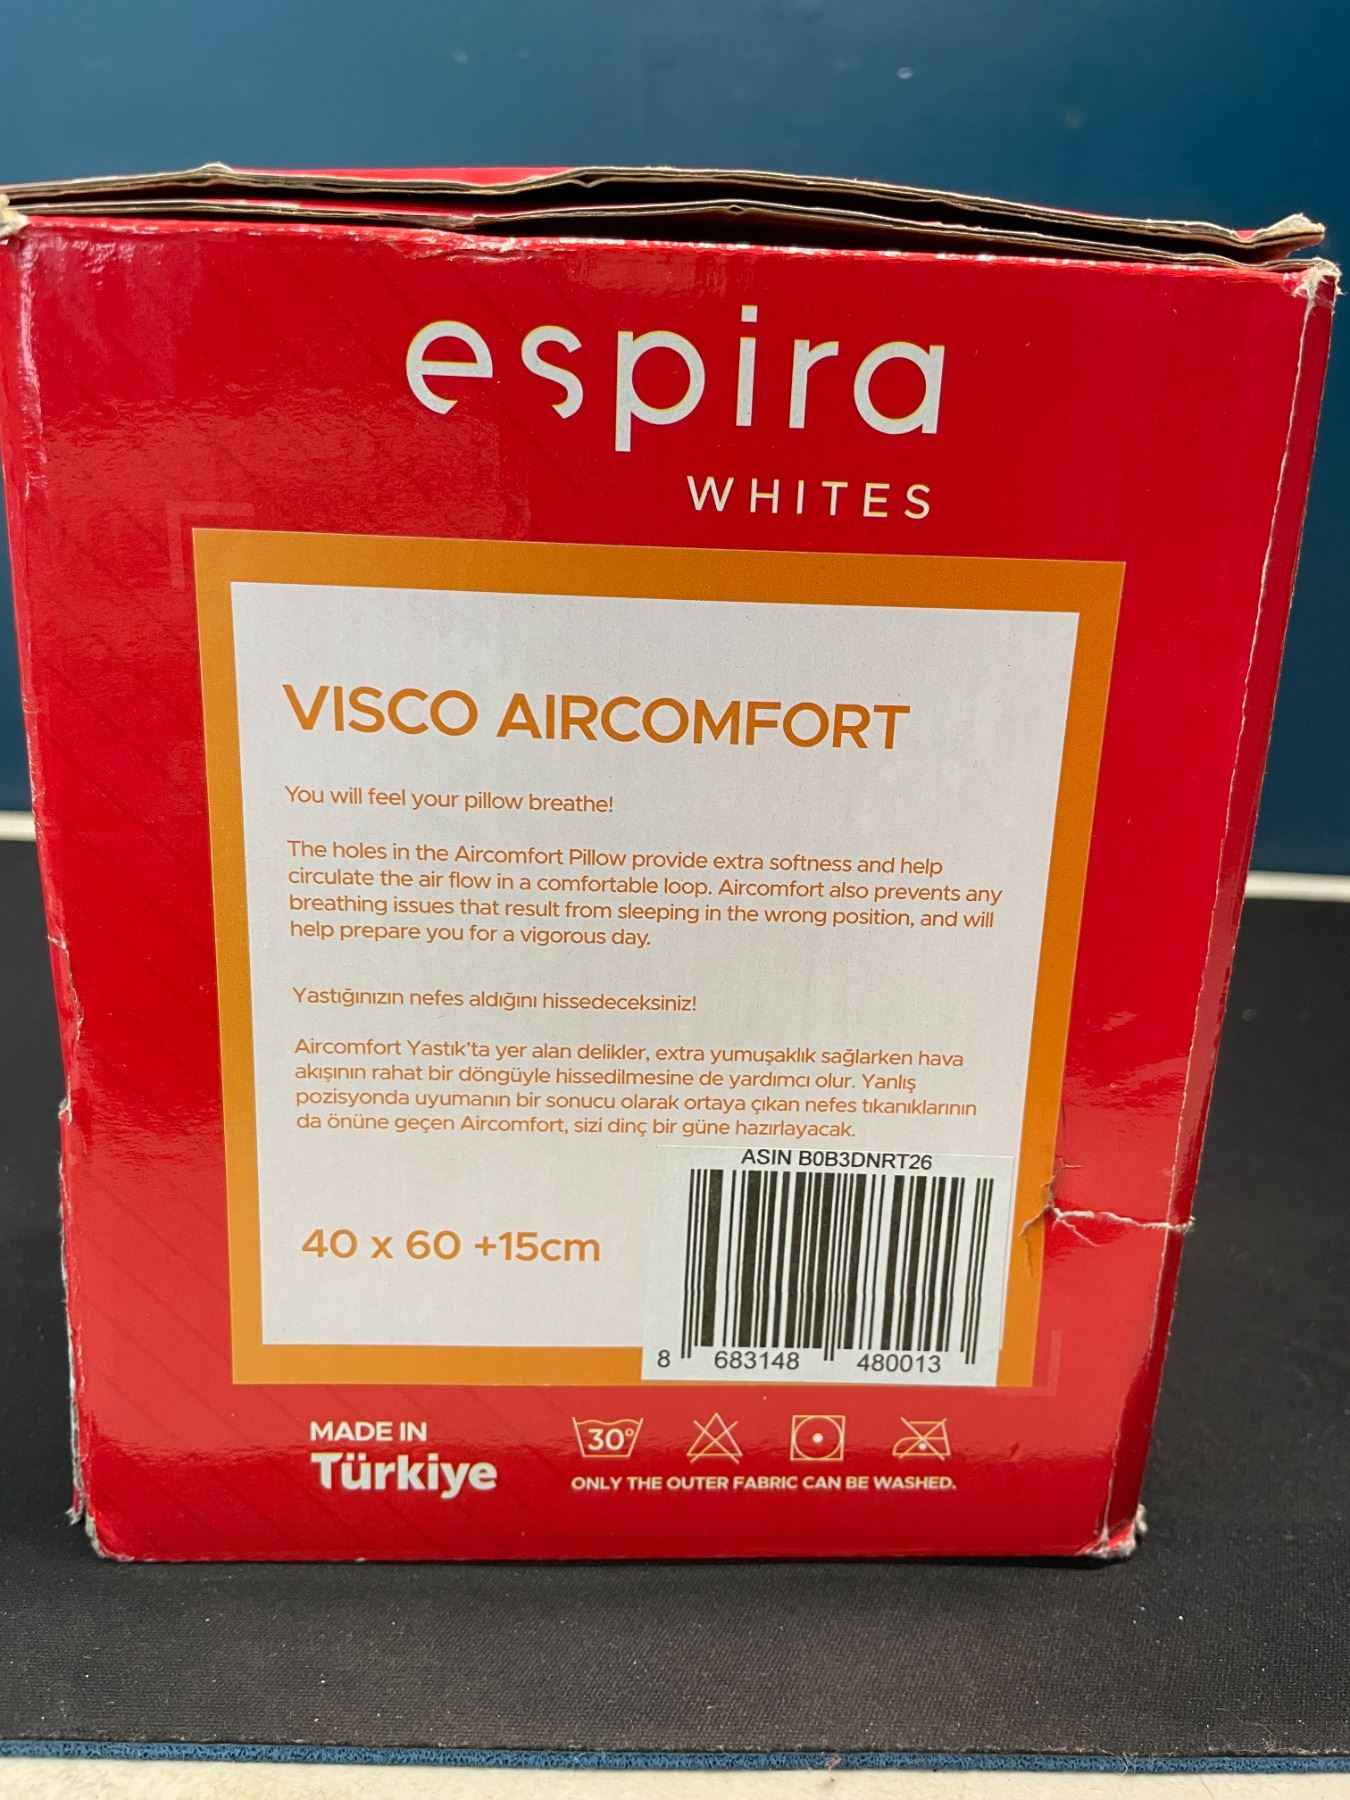 espira
WHITES
VISCO AIRCOMFORT
You will feel your pillow breathe!
The holes in the Aircomfort Pillow provide extra softness and help
circulate the air flow in a comfortable loop. Aircomfort also prevents any
breathing issues that result from sleeping in the wrong position, and will
help prepare you for a vigorous day.
Yastığınızın nefes aldığını hissedeceksiniz!
Aircomfort Yastık'ta yer alan delikler, extra yumuşaklık sağlarken hava
akışının rahat bir döngüyle hissedilmesine de yardımcı olur. Yanlış
pozisyonda uyumanın bir sonucu olarak ortaya çıkan nefes tıkanıklarının
da önüne geçen Aircomfort, sizi dinç bir güne hazırlayacak.
ASIN B0B3DNRT26
40 x 60 +15cm
8 683148 480013
MADE IN
Türkiye
30°
ONLY THE OUTER FABRIC CAN BE WASHED.